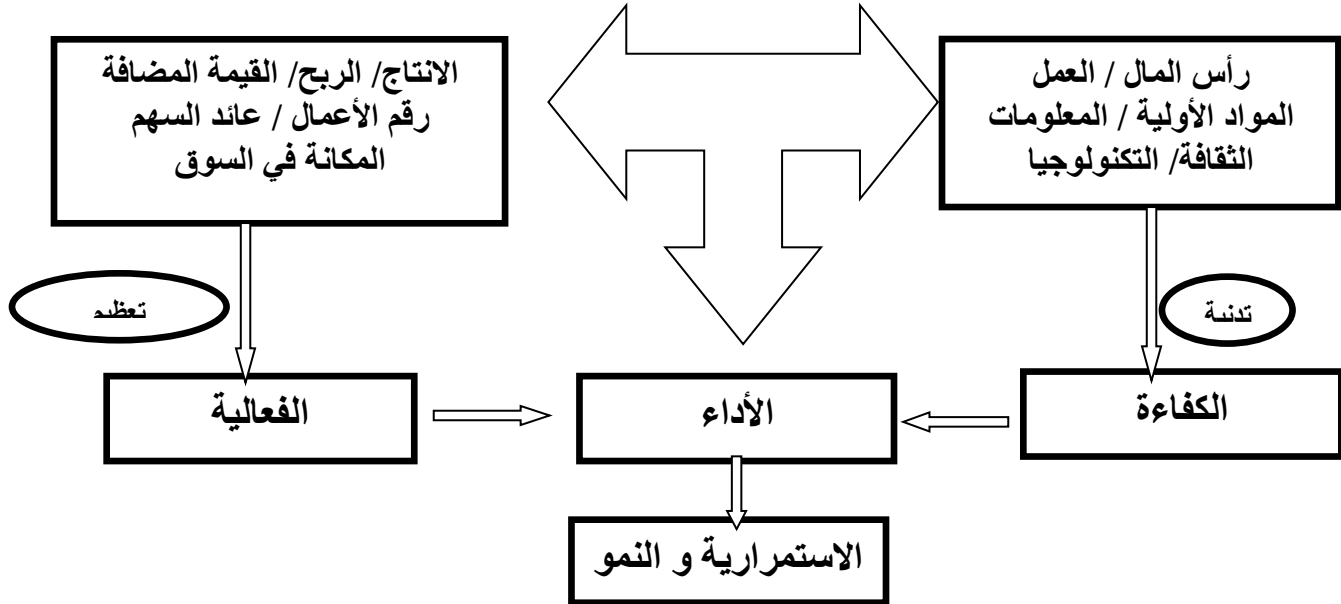 رأس المال / العمل
المواد الأولية / المعلومات
الثقافة/ التكنولوجيا
الانتاج/ الربح/ القيمة المضافة
رقم الأعمال / عائد السهم
المكانة في السوق
تدنية
تعظيم
الكفاءة
الأداء
الفعالية
الاستمرارية و النمو